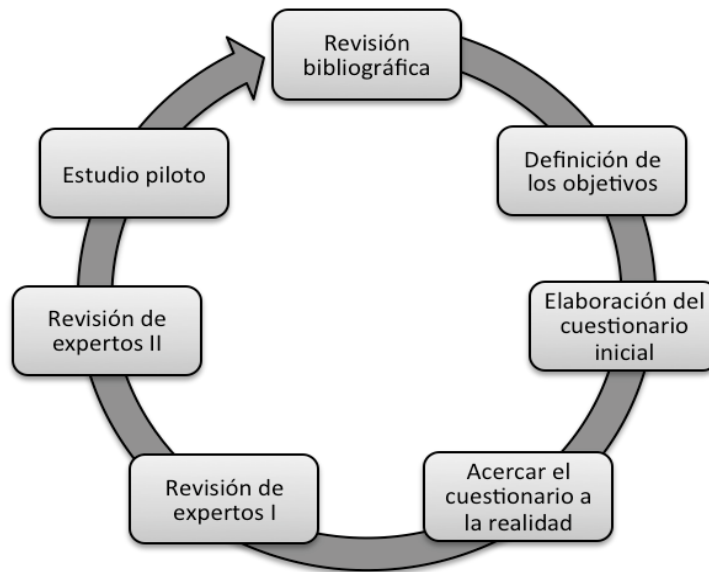 Revisión
bibliográfica
Definición de
los objetivos
Elaboración del
cuestionario
inicial
Acercar el
cuestionario a
la realidad
Revisión de
expertos I
Revisión de
expertos II
Estudio piloto